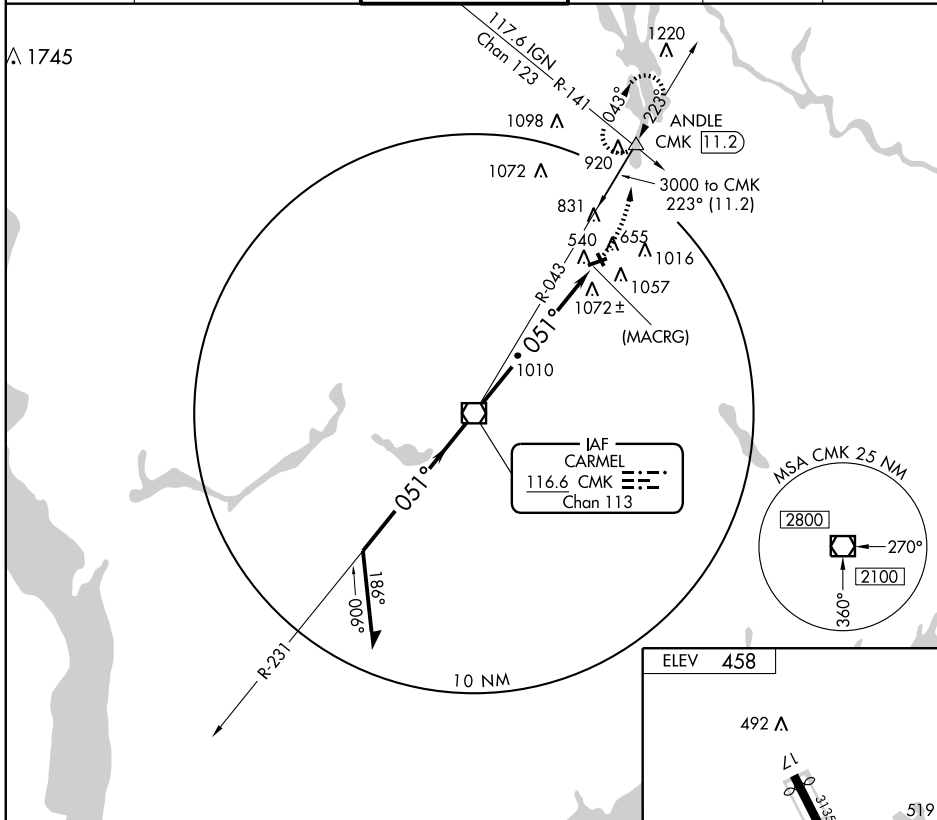 1745
117.6 IGN
Chan 123
R-141
1220
043°
223°
1098
ANDLE
CMK 11.2
920
1072
3000 to CMK
223° (11.2)
831
540
655
1016
R-043
1057
1072 ±
051°
(MACRG)
1010
IAF
CARMEL
116.6 CMK
Chan 113
051°
MSA CMK 25 NM
2800
270°
2100
360°
186°
006°
R-231
10 NM
ELEV 458
492
17
3135
519